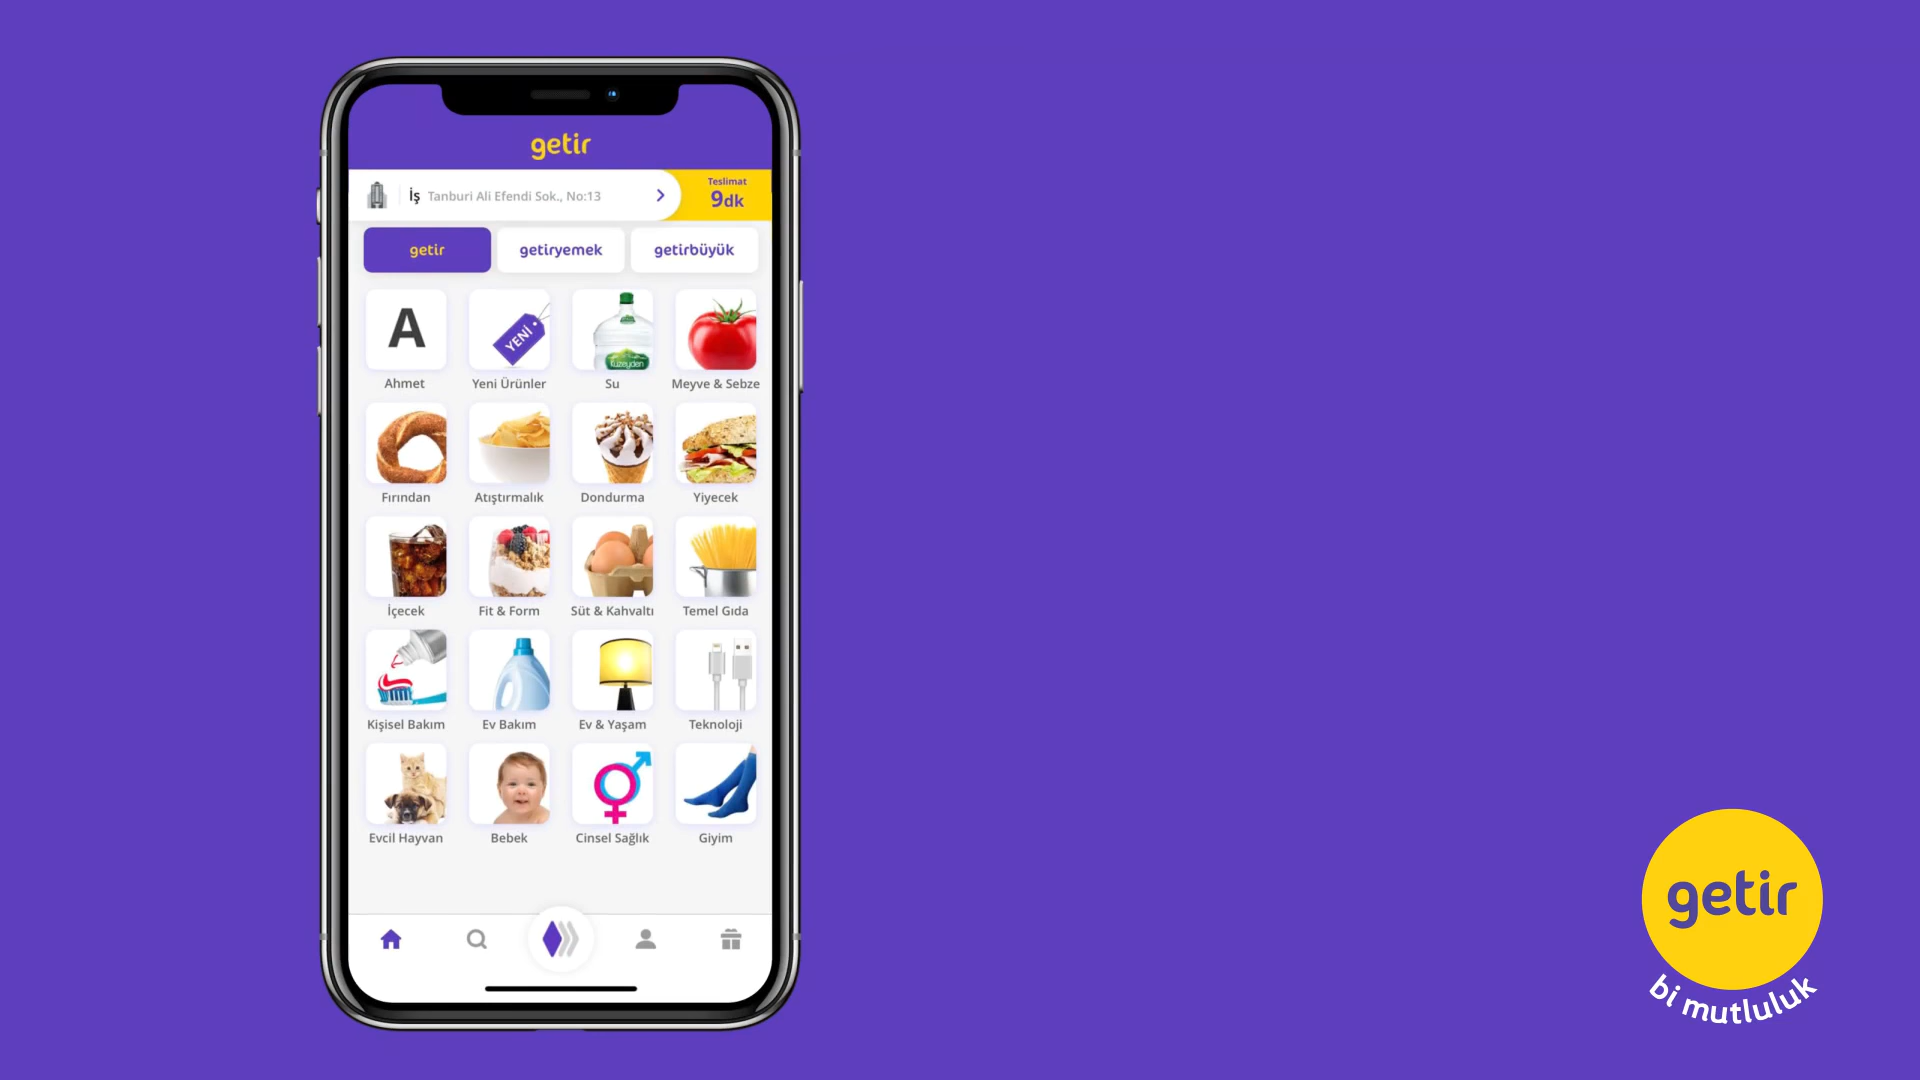 getir
İş Tanburi Ali Efendi Sok., No:13
Teslimat
9dk
getir getiryemek getirbüyük
A YENİ Kuzeyden
Ahmet Yeni Ürünler Su Meyve & Sebze
Fırından Atıştırmalık Dondurma Yiyecek
İçecek Fit & Form Süt & Kahvaltı Temel Gıda
Kişisel Bakım Ev Bakım Ev & Yaşam Teknoloji
Evcil Hayvan Bebek Cinsel Sağlık Giyim
getir
bi mutluluk